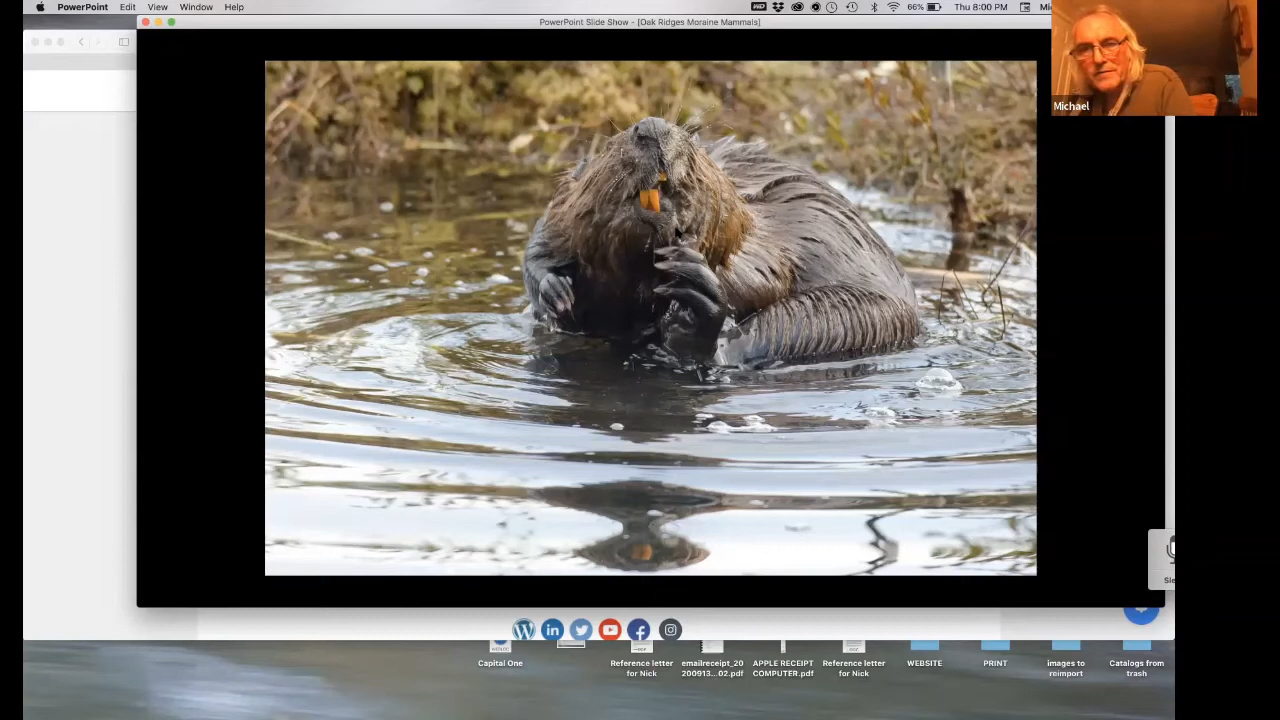 PowerPoint Edit View Window Help
66% Thu 8:00 PM
PowerPoint Slide Show - [Oak Ridges Moraine Mammals]
Michael
Capital One
Reference letter
for Nick
emailreceipt_20
200913...02.pdf
APPLE RECEIPT
COMPUTER.pdf
Reference letter
for Nick
WEBSITE
PRINT
images to
reimport
Catalogs from
trash